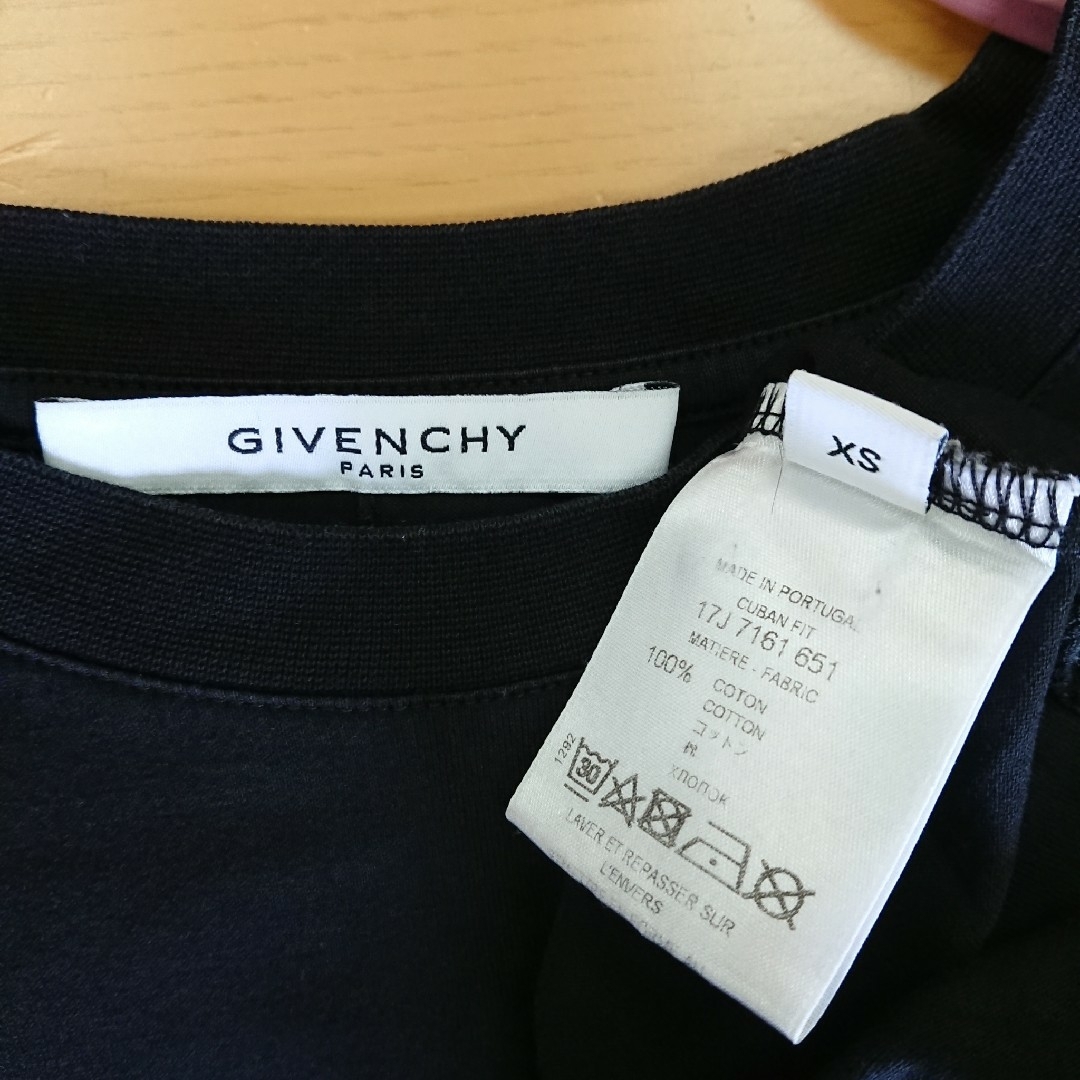 GIVENCHY
PARIS
XS
MADE IN PORTUGAL
CUBAN FIT
17J 7161 651
MATIERE - FABRIC
100% COTON
COTTON
コットン
ХЛОПОК
1292
30
LAVER ET REPASSER SUR
L'ENVERS